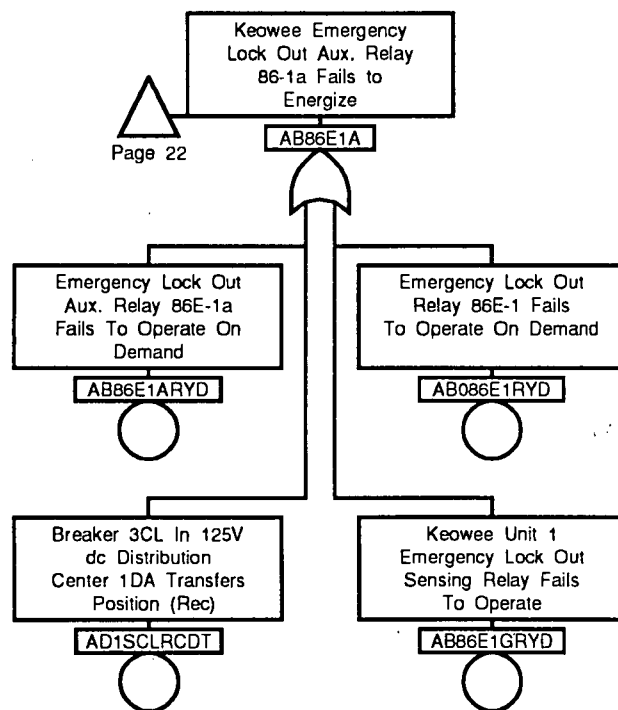 Keowee Emergency
Lock Out Aux. Relay
86-1a Fails to
Energize
Page 22
AB86E1A
Emergency Lock Out
Aux. Relay 86E-1a
Fails To Operate On
Demand
AB86E1ARYD
Emergency Lock Out
Relay 86E-1 Fails
To Operate On Demand
AB086E1RYD
Breaker 3CL In 125V
dc Distribution
Center 1DA Transfers
Position (Rec)
AD1SCLRCDT
Keowee Unit 1
Emergency Lock Out
Sensing Relay Fails
To Operate
AB86E1GRYD